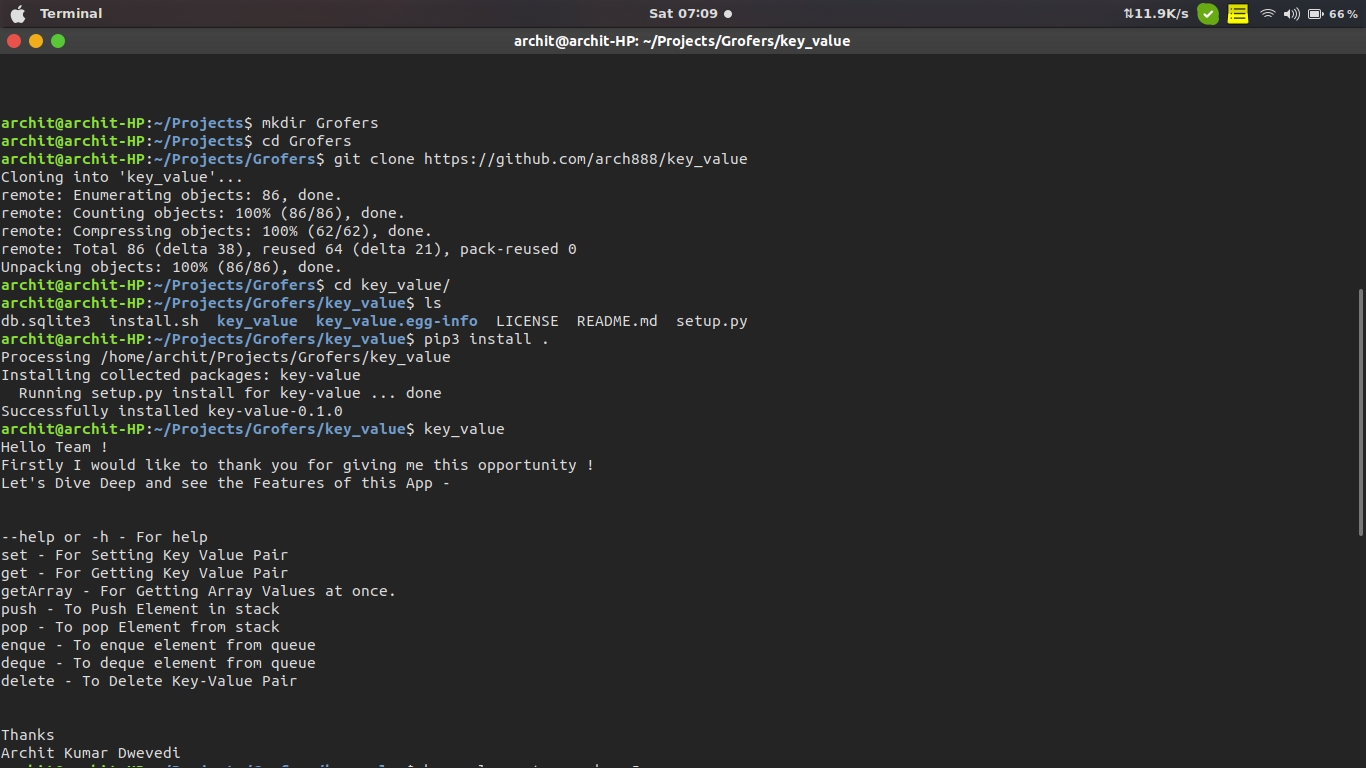 Terminal
Sat 07:09
⇅11.9K/s
66 %
archit@archit-HP: ~/Projects/Grofers/key_value
archit@archit-HP:~/Projects$ mkdir Grofers
archit@archit-HP:~/Projects$ cd Grofers
archit@archit-HP:~/Projects/Grofers$ git clone https://github.com/arch888/key_value
Cloning into 'key_value'...
remote: Enumerating objects: 86, done.
remote: Counting objects: 100% (86/86), done.
remote: Compressing objects: 100% (62/62), done.
remote: Total 86 (delta 38), reused 64 (delta 21), pack-reused 0
Unpacking objects: 100% (86/86), done.
archit@archit-HP:~/Projects/Grofers$ cd key_value/
archit@archit-HP:~/Projects/Grofers/key_value$ ls
db.sqlite3  install.sh  key_value  key_value.egg-info  LICENSE  README.md  setup.py
archit@archit-HP:~/Projects/Grofers/key_value$ pip3 install .
Processing /home/archit/Projects/Grofers/key_value
Installing collected packages: key-value
  Running setup.py install for key-value ... done
Successfully installed key-value-0.1.0
archit@archit-HP:~/Projects/Grofers/key_value$ key_value
Hello Team !
Firstly I would like to thank you for giving me this opportunity !
Let's Dive Deep and see the Features of this App -
--help or -h - For help
set - For Setting Key Value Pair
get - For Getting Key Value Pair
getArray - For Getting Array Values at once.
push - To Push Element in stack
pop - To pop Element from stack
enque - To enque element from queue
deque - To deque element from queue
delete - To Delete Key-Value Pair
Thanks
Archit Kumar Dwevedi